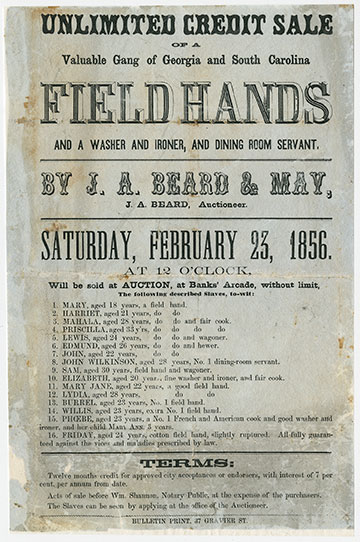 UNLIMITED CREDIT SALE
OF A
Valuable Gang of Georgia and South Carolina
FIELD HANDS
AND A WASHER AND IRONER, AND DINING ROOM SERVANT.
BY J. A. BEARD & MAY,
J. A. BEARD, Auctioneer.
SATURDAY, FEBRUARY 23, 1856.
AT 12 O'CLOCK,
Will be sold at AUCTION, at Banks' Arcade, without limit,
The following described Slaves, to-wit:
1. MARY, aged 18 years, a field hand.
2. HARRIET, aged 21 years, do do
3. MAHALA, aged 28 years, do do and fair cook.
4. PRISCILLA, aged 33 y'rs, do do do do
5. LEWIS, aged 24 years, do do and wagoner.
6. EDMUND, aged 26 years, do do and hewer.
7. JOHN, aged 22 years, do do
8. JOHN WILKINSON, aged 28 years, No. 1 dining-room servant.
9. SAM, aged 30 years, field hand and wagoner.
10. ELIZABETH, aged 20 years, fine washer and ironer, and fair cook.
11. MARY JANE, aged 22 years, a good field hand.
12. LYDIA, aged 28 years, do do
13. BURREL, aged 23 years, No. 1 field hand.
14. WILLIS, aged 23 years, extra No. 1 field hand.
15. PHOEBE, aged 23 years, a No. 1 French and American cook and good washer and
ironer, and her child MARY ANN 3 years.
16. FRIDAY, aged 24 years, cotton field hand, slightly ruptured. All fully guaran-
teed against the vices and maladies prescribed by law.
TERMS:
Twelve months credit for approved city acceptances or endorsers, with interest of 7 per
cent, per annum from date.
Acts of sale before Wm. Shannon, Notary Public, at the expense of the purchasers.
The Slaves can be seen by applying at the office of the Auctioneer.
BULLETIN PRINT, 37 GRAVIER ST.